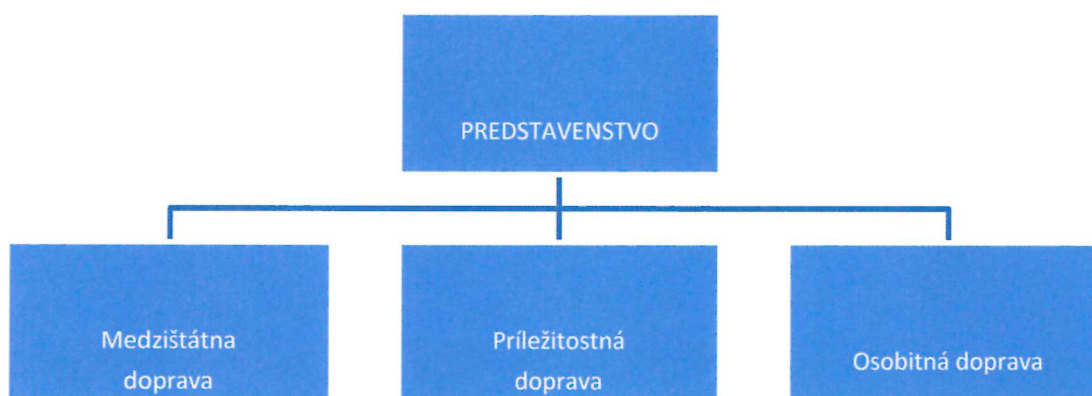 PREDSTAVENSTVO
Medzištátna
doprava
Príležitostná
doprava
Osobitná doprava